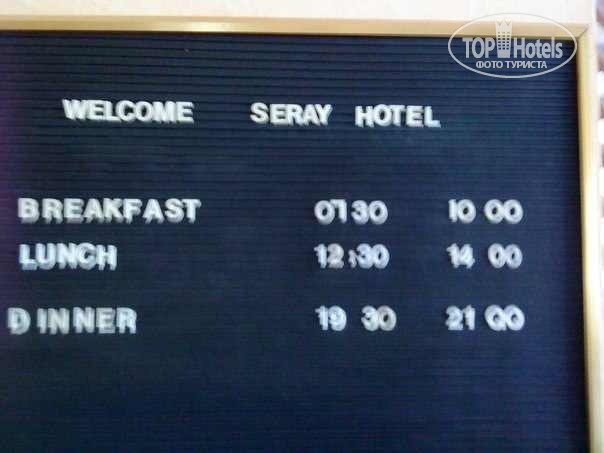 TOP Hotels
ФОТО ТУРИСТА
WELCOME SERAY HOTEL
BREAKFAST 07 30 10 00
LUNCH 12:30 14 00
DINNER 19 30 21 00